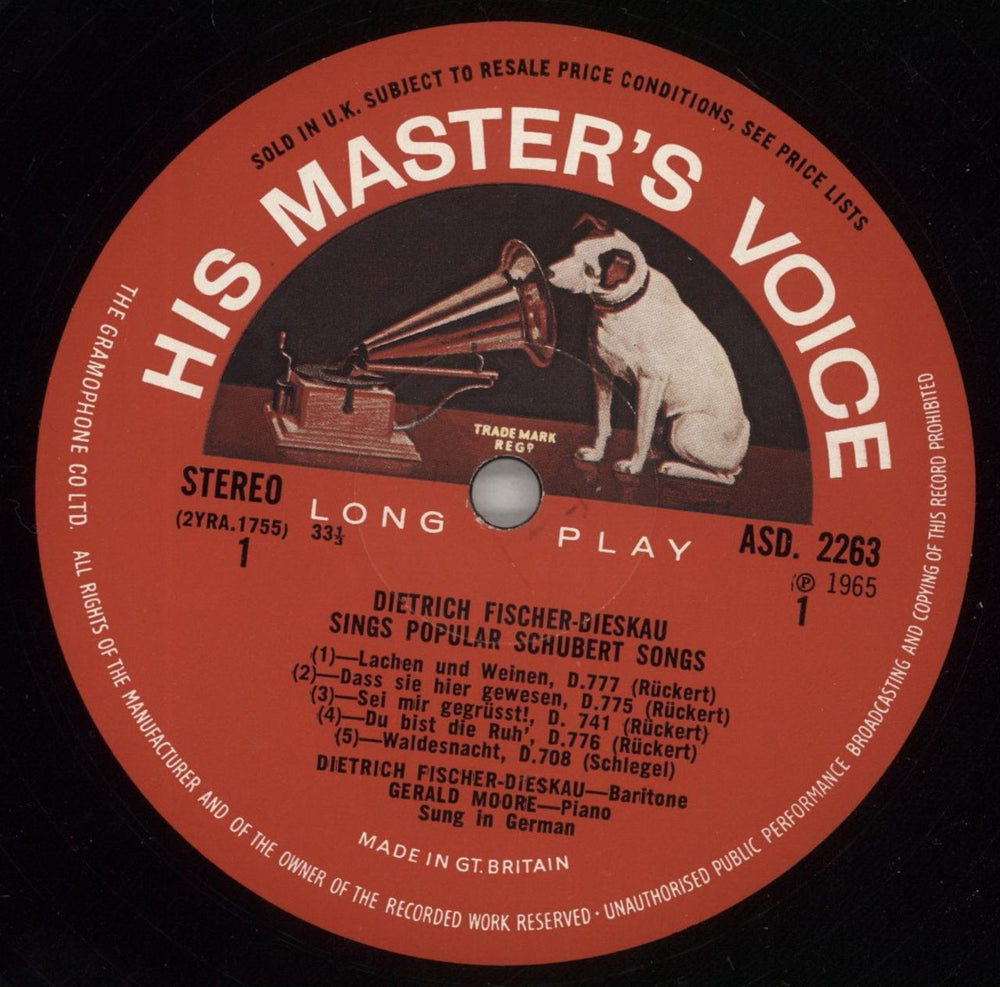 SOLD IN U.K. SUBJECT TO RESALE PRICE CONDITIONS, SEE PRICE LISTS
HIS MASTER'S VOICE
TRADE MARK
REGD
STEREO
(2YRA.1755)
1
LONG PLAY
33⅓
ASD. 2263
Ⓟ 1965
1
DIETRICH FISCHER-DIESKAU
SINGS POPULAR SCHUBERT SONGS
(1)—Lachen und Weinen, D.777 (Rückert)
(2)—Dass sie hier gewesen, D.775 (Rückert)
(3)—Sei mir gegrüsst!, D. 741 (Rückert)
(4)—Du bist die Ruh', D.776 (Rückert)
(5)—Waldesnacht, D.708 (Schlegel)
DIETRICH FISCHER-DIESKAU—Baritone
GERALD MOORE—Piano
Sung in German
MADE IN GT. BRITAIN
THE GRAMOPHONE CO LTD. ALL RIGHTS OF THE MANUFACTURER AND OF THE OWNER OF THE RECORDED WORK RESERVED · UNAUTHORISED PUBLIC PERFORMANCE BROADCASTING AND COPYING OF THIS RECORD PROHIBITED